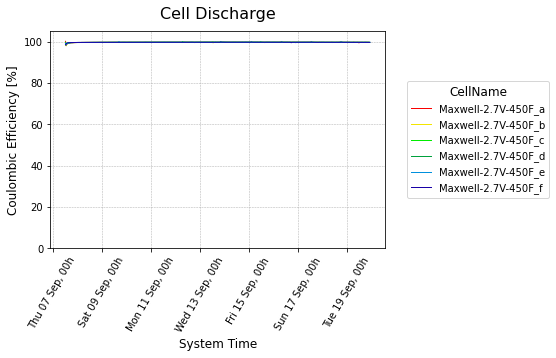 Cell Discharge
Coulombic Efficiency [%]
100
80
60
40
20
0
Thu 07 Sep, 00h
Sat 09 Sep, 00h
Mon 11 Sep, 00h
Wed 13 Sep, 00h
Fri 15 Sep, 00h
Sun 17 Sep, 00h
Tue 19 Sep, 00h
System Time
CellName
Maxwell-2.7V-450F_a
Maxwell-2.7V-450F_b
Maxwell-2.7V-450F_c
Maxwell-2.7V-450F_d
Maxwell-2.7V-450F_e
Maxwell-2.7V-450F_f